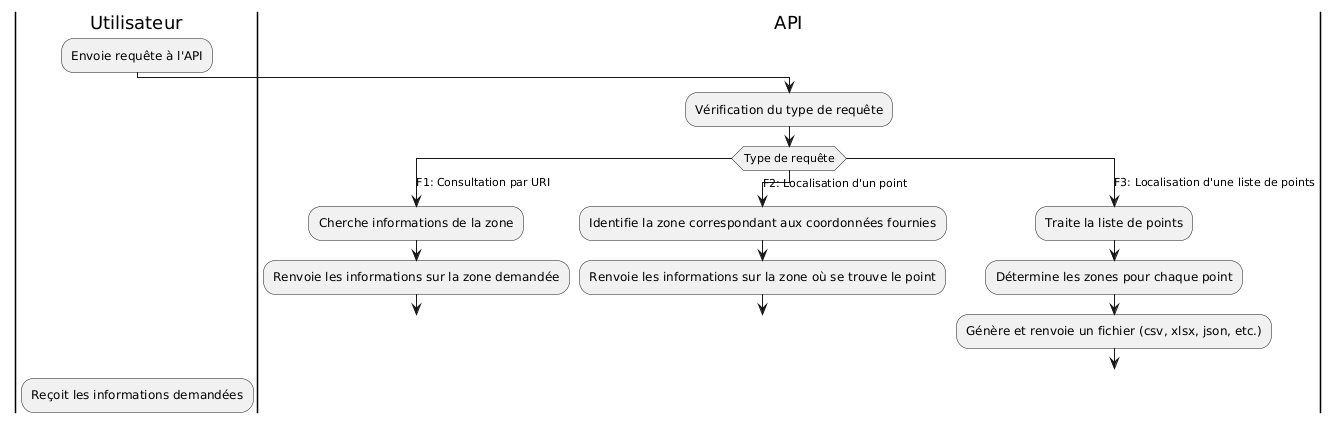 Utilisateur
API
Envoie requête à l'API
Vérification du type de requête
Type de requête
F1: Consultation par URI
F2: Localisation d'un point
F3: Localisation d'une liste de points
Cherche informations de la zone
Identifie la zone correspondant aux coordonnées fournies
Traite la liste de points
Renvoie les informations sur la zone demandée
Renvoie les informations sur la zone où se trouve le point
Détermine les zones pour chaque point
Génère et renvoie un fichier (csv, xlsx, json, etc.)
Reçoit les informations demandées